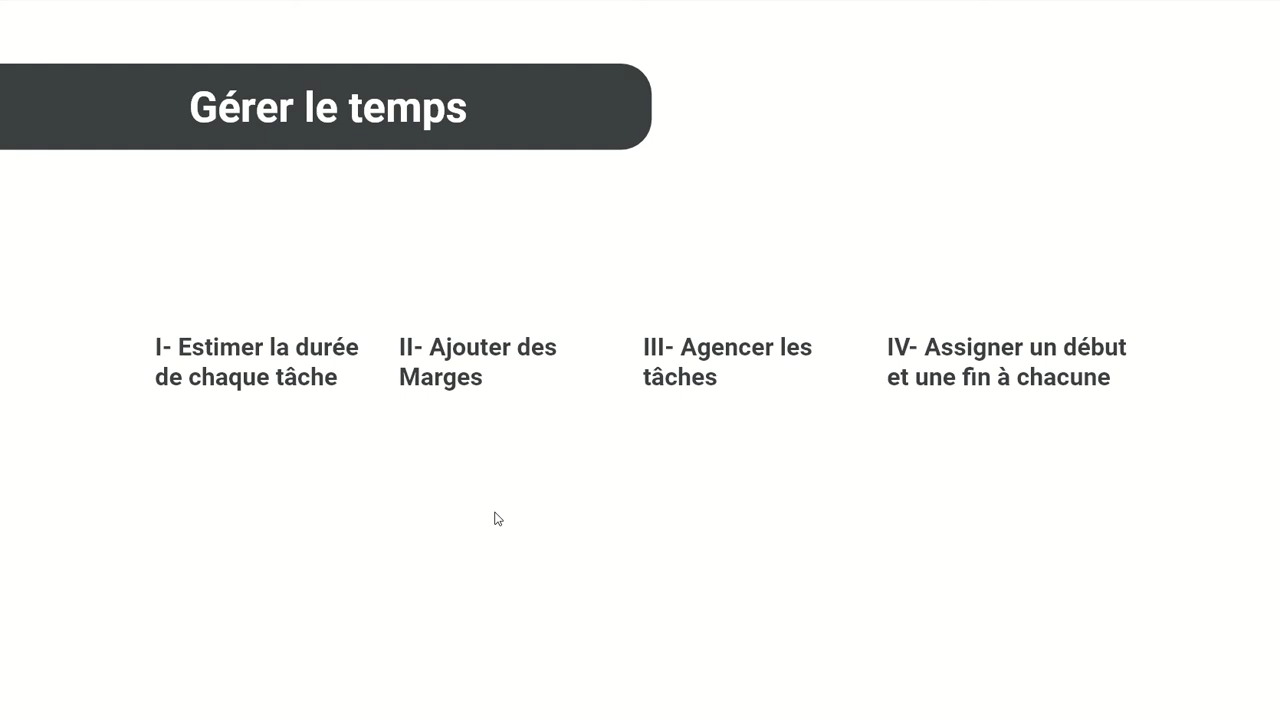 Gérer le temps
I- Estimer la durée
de chaque tâche
II- Ajouter des
Marges
III- Agencer les
tâches
IV- Assigner un début
et une fin à chacune